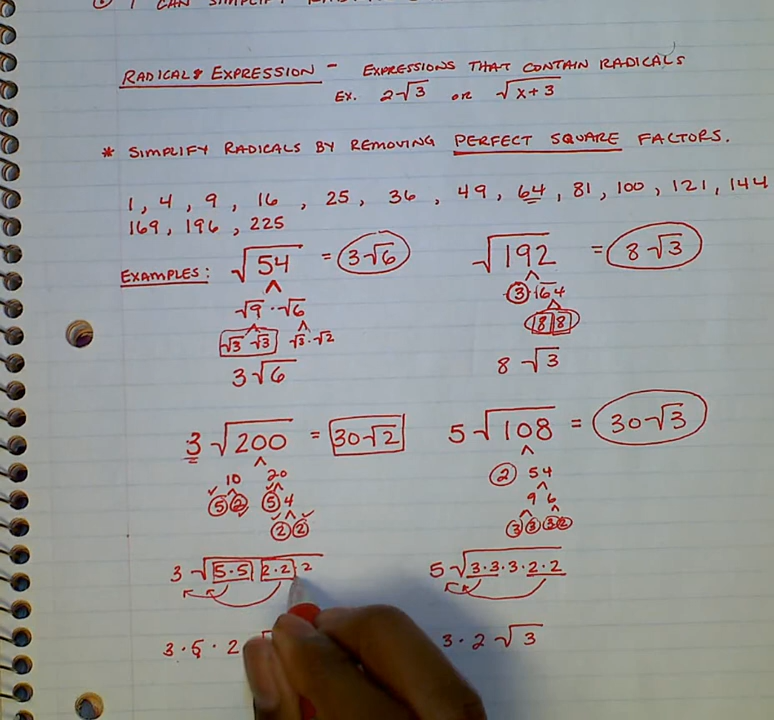 I CAN SIMPLIFY
RADICAL EXPRESSION - EXPRESSIONS THAT CONTAIN RADICALS
EX. 2√3 OR √x+3
* SIMPLIFY RADICALS BY REMOVING PERFECT SQUARE FACTORS.
1, 4, 9, 16, 25, 36, 49, 64, 81, 100, 121, 144
169, 196, 225
EXAMPLES: √54 = 3√6
√9 · √6
√3 √3 √3 · √2
3√6
√192 = 8√3
3 · 64
8 8
8 √3
3 √200 = 30√2
10 20
5 2 5 4
2 2
3 √5·5 2·2 2
3 · 5 · 2
5 √108 = 30√3
2 54
9 6
3 3 3 2
5 √3·3·3·2·2
3 · 2 √3